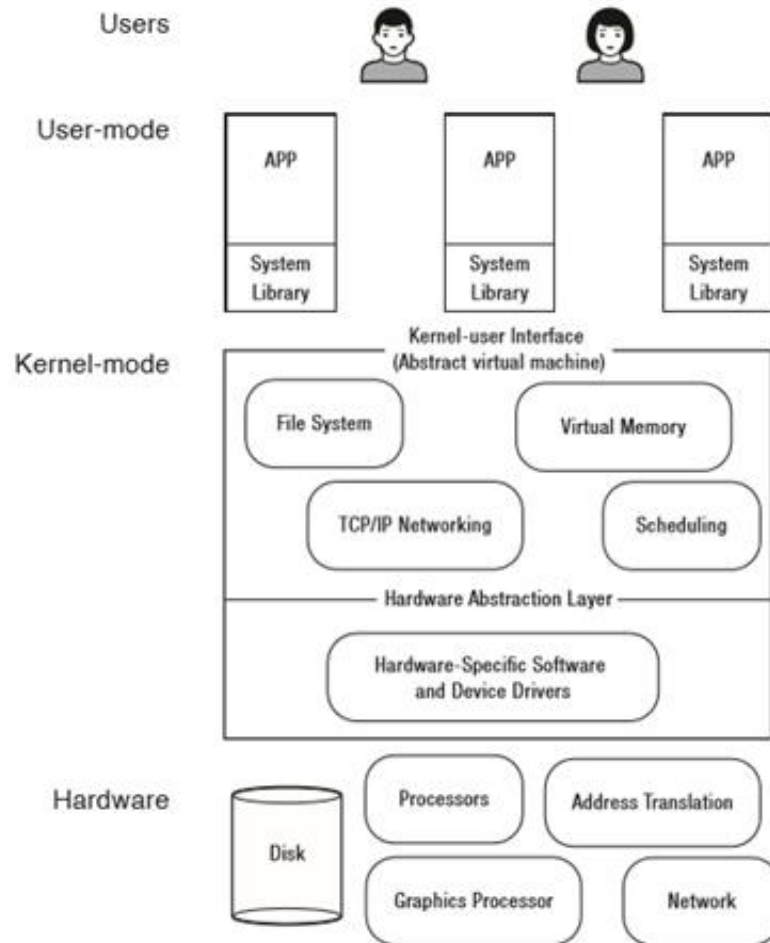 Users
User-mode
APP APP APP
System System System
Library Library Library
Kernel-user Interface
Kernel-mode
(Abstract virtual machine)
File System
Virtual Memory
TCP/IP Networking
Scheduling
Hardware Abstraction Layer
Hardware-Specific Software
and Device Drivers
Hardware
Processors
Address Translation
Disk
Graphics Processor
Network